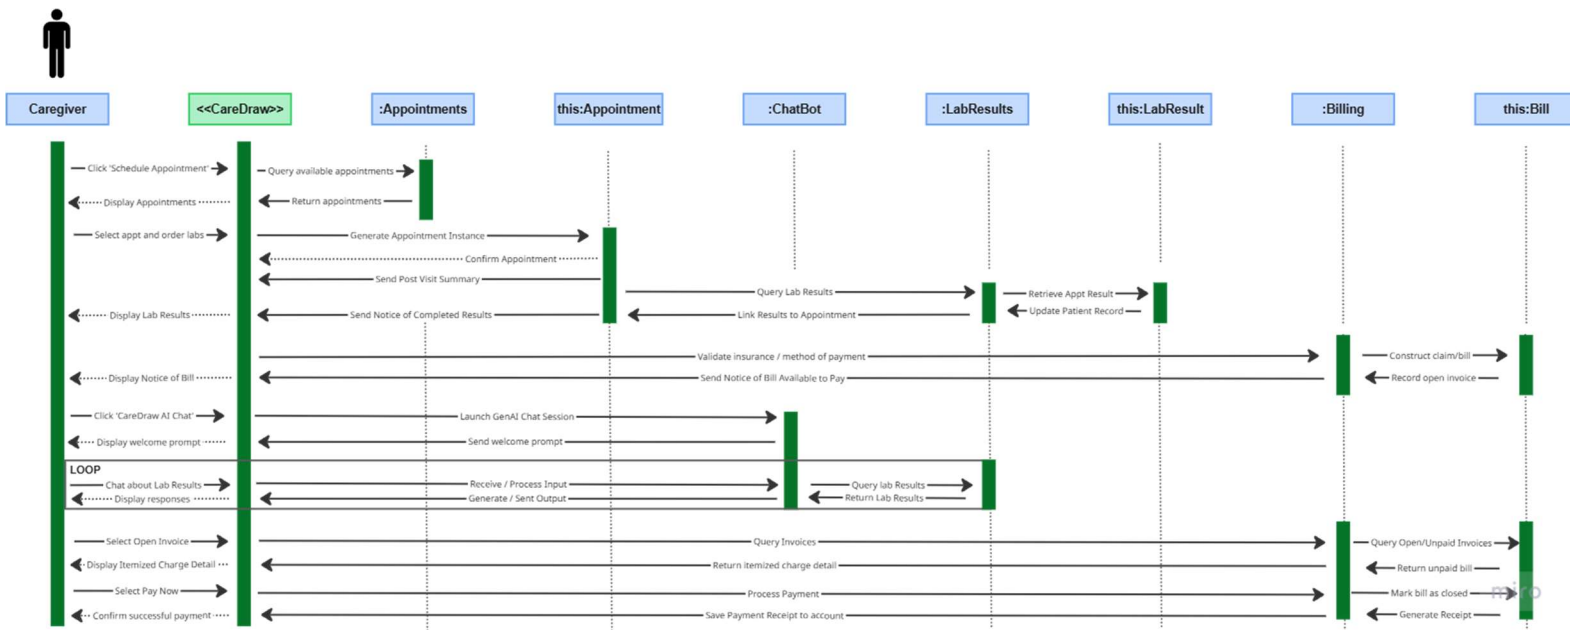 Caregiver
<<CareDraw>>
:Appointments
this:Appointment
:ChatBot
:LabResults
this:LabResult
:Billing
this:Bill
Click 'Schedule Appointment'
Query available appointments
Display Appointments
Return appointments
Select appt and order labs
Generate Appointment Instance
Confirm Appointment
Send Post Visit Summary
Query Lab Results
Retrieve Appt Result
Update Patient Record
Display Lab Results
Send Notice of Completed Results
Link Results to Appointment
Validate insurance / method of payment
Construct claim/bill
Display Notice of Bill
Send Notice of Bill Available to Pay
Record open invoice
Click 'CareDraw AI Chat'
Launch GenAI Chat Session
Display welcome prompt
Send welcome prompt
LOOP
Chat about Lab Results
Receive / Process Input
Query lab Results
Display responses
Generate / Sent Output
Return Lab Results
Select Open Invoice
Query Invoices
Query Open/Unpaid Invoices
Display Itemized Charge Detail
Return itemized charge detail
Return unpaid bill
Select Pay Now
Process Payment
Mark bill as closed
miro
Confirm successful payment
Save Payment Receipt to account
Generate Receipt